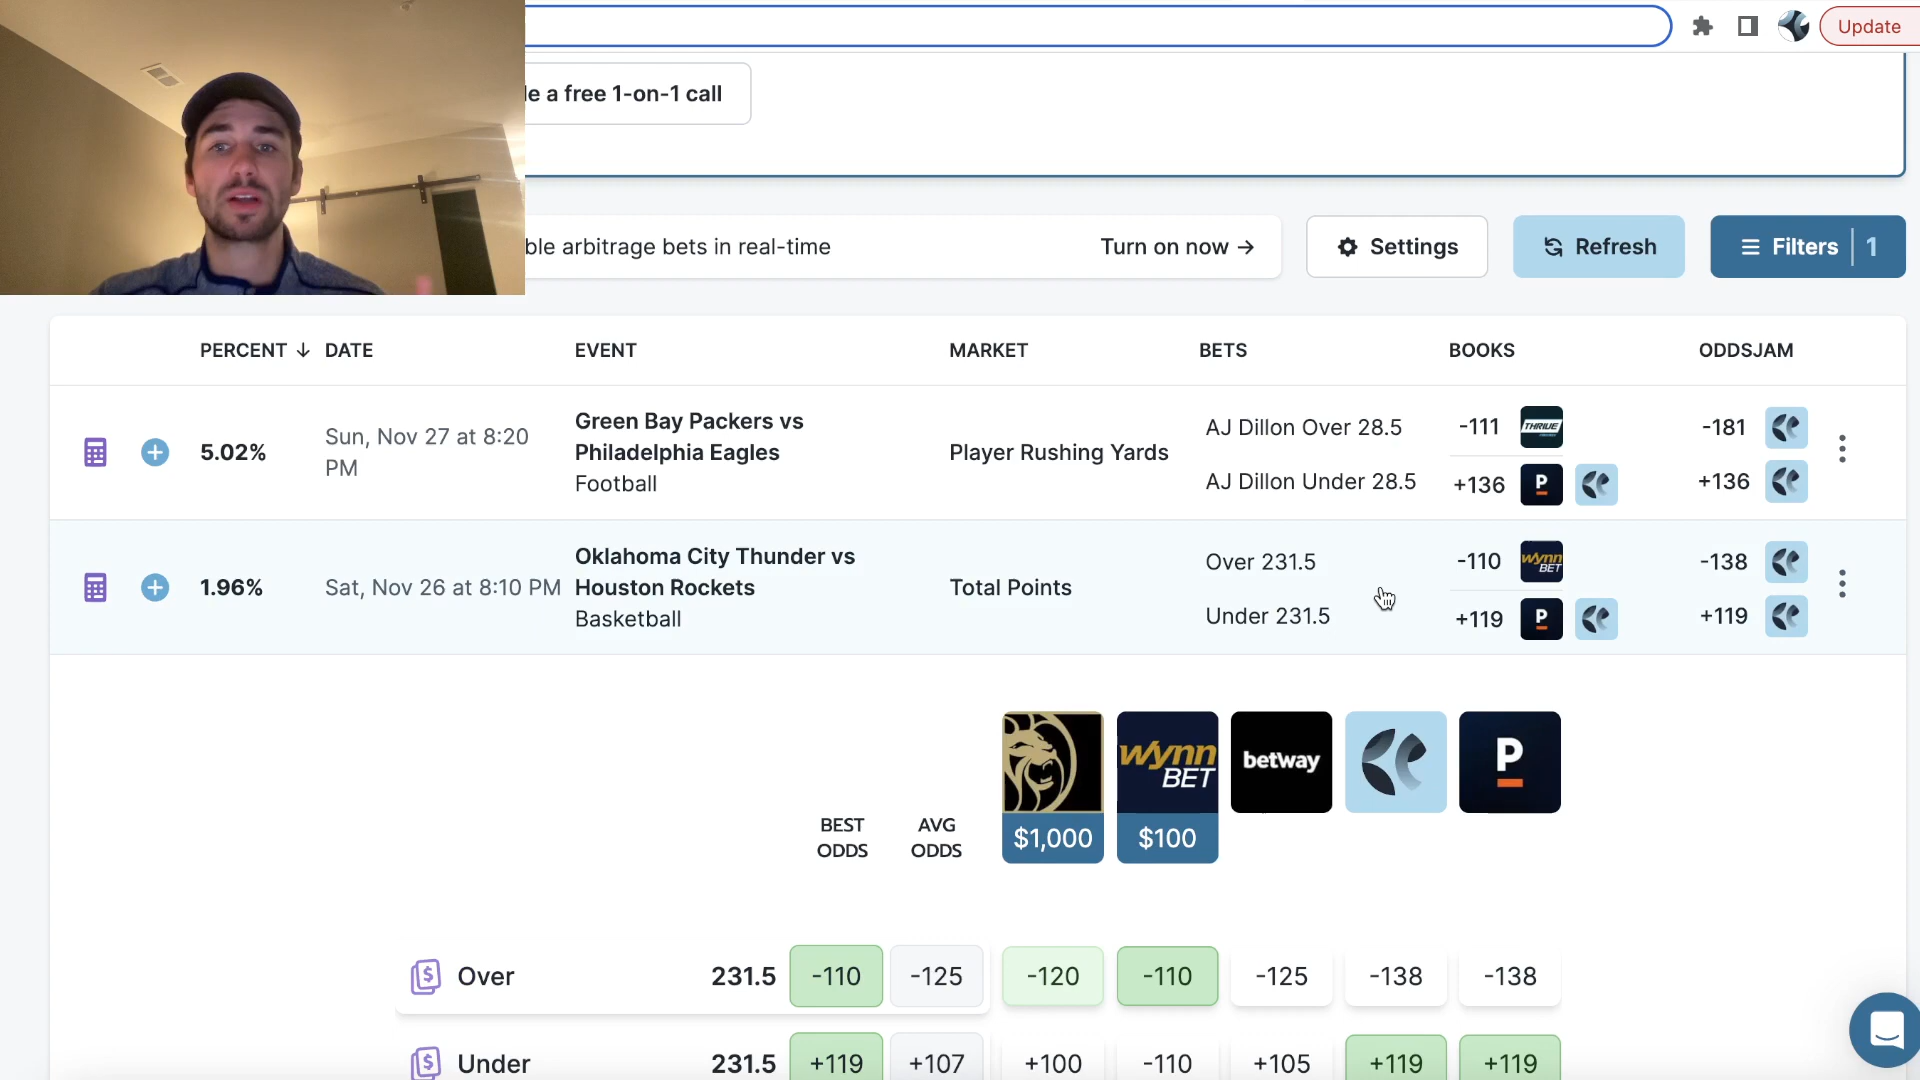 Update
le a free 1-on-1 call
ble arbitrage bets in real-time
Turn on now →
Settings
Refresh
Filters | 1
PERCENT ↓ DATE EVENT MARKET BETS BOOKS ODDSJAM
5.02%
Sun, Nov 27 at 8:20
PM
Green Bay Packers vs
Philadelphia Eagles
Football
Player Rushing Yards
AJ Dillon Over 28.5
AJ Dillon Under 28.5
-111 THRIVE
+136 P
-181
+136
1.96%
Sat, Nov 26 at 8:10 PM
Oklahoma City Thunder vs
Houston Rockets
Basketball
Total Points
Over 231.5
Under 231.5
-110 WYNN BET
+119 P
-138
+119
BEST
ODDS
AVG
ODDS
$1,000
WYNN
BET
$100
betway
P
Over 231.5 -110 -125 -120 -110 -125 -138 -138
Under 231.5 +119 +107 +100 -110 +105 +119 +119